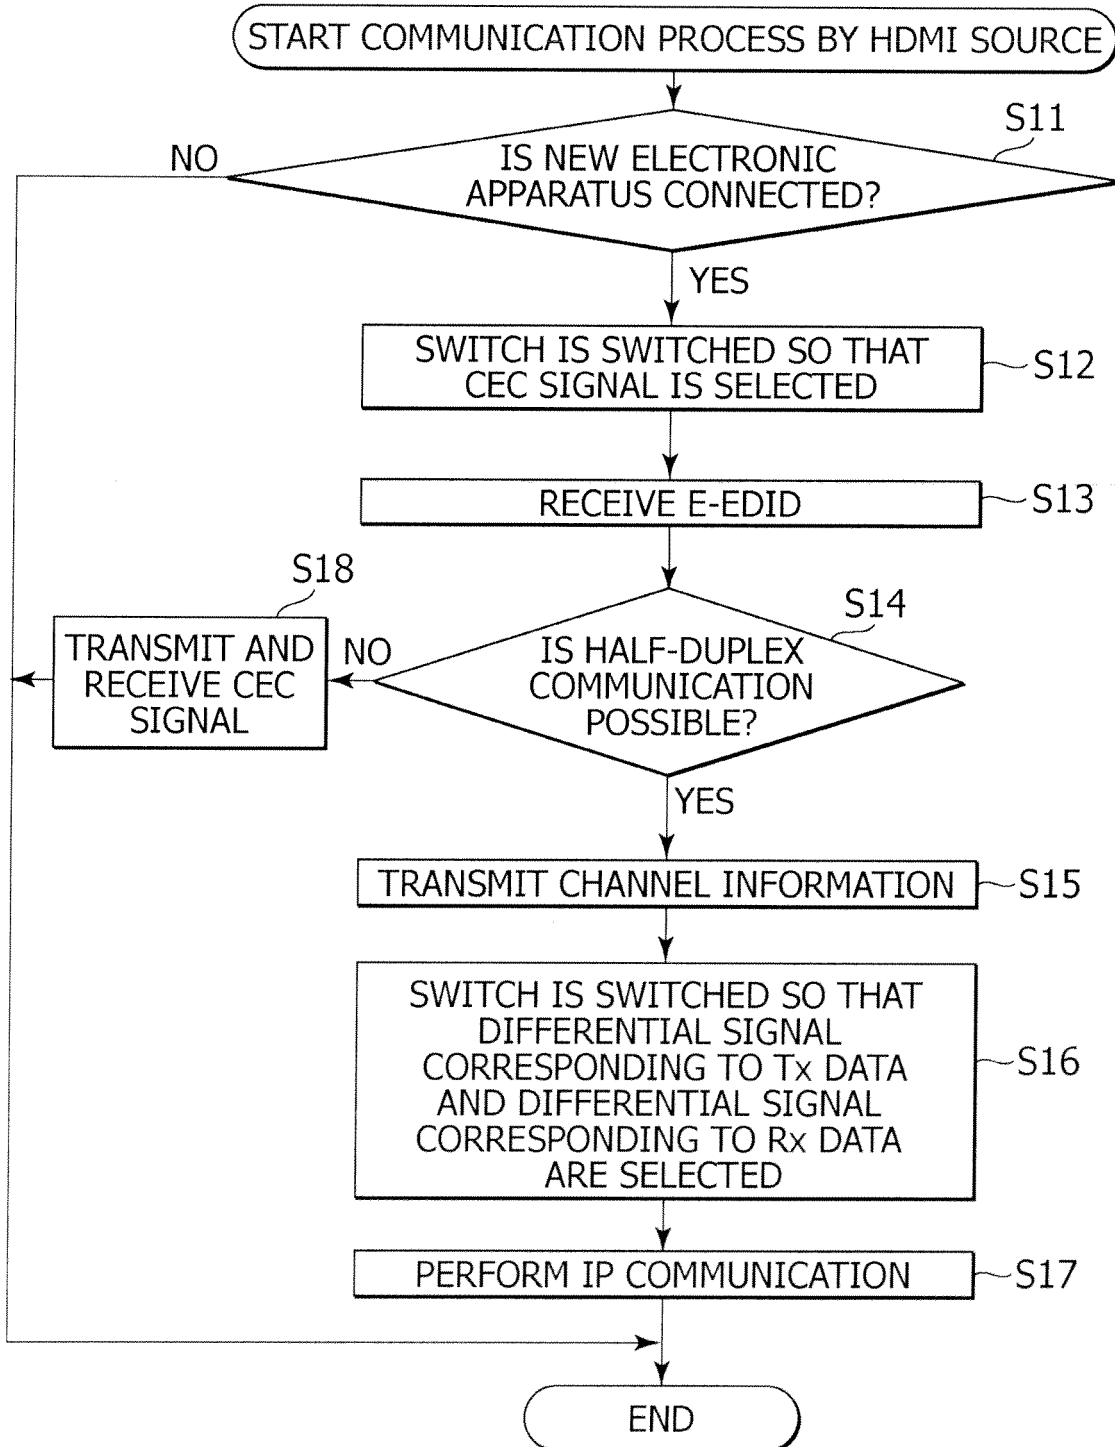 START COMMUNICATION PROCESS BY HDMI SOURCE
S11
NO
IS NEW ELECTRONIC
APPARATUS CONNECTED?
YES
SWITCH IS SWITCHED SO THAT
CEC SIGNAL IS SELECTED
S12
RECEIVE E-EDID
S13
S18
TRANSMIT AND
RECEIVE CEC
SIGNAL
NO
S14
IS HALF-DUPLEX
COMMUNICATION
POSSIBLE?
YES
TRANSMIT CHANNEL INFORMATION
S15
SWITCH IS SWITCHED SO THAT
DIFFERENTIAL SIGNAL
CORRESPONDING TO Tx DATA
AND DIFFERENTIAL SIGNAL
CORRESPONDING TO Rx DATA
ARE SELECTED
S16
PERFORM IP COMMUNICATION
S17
END